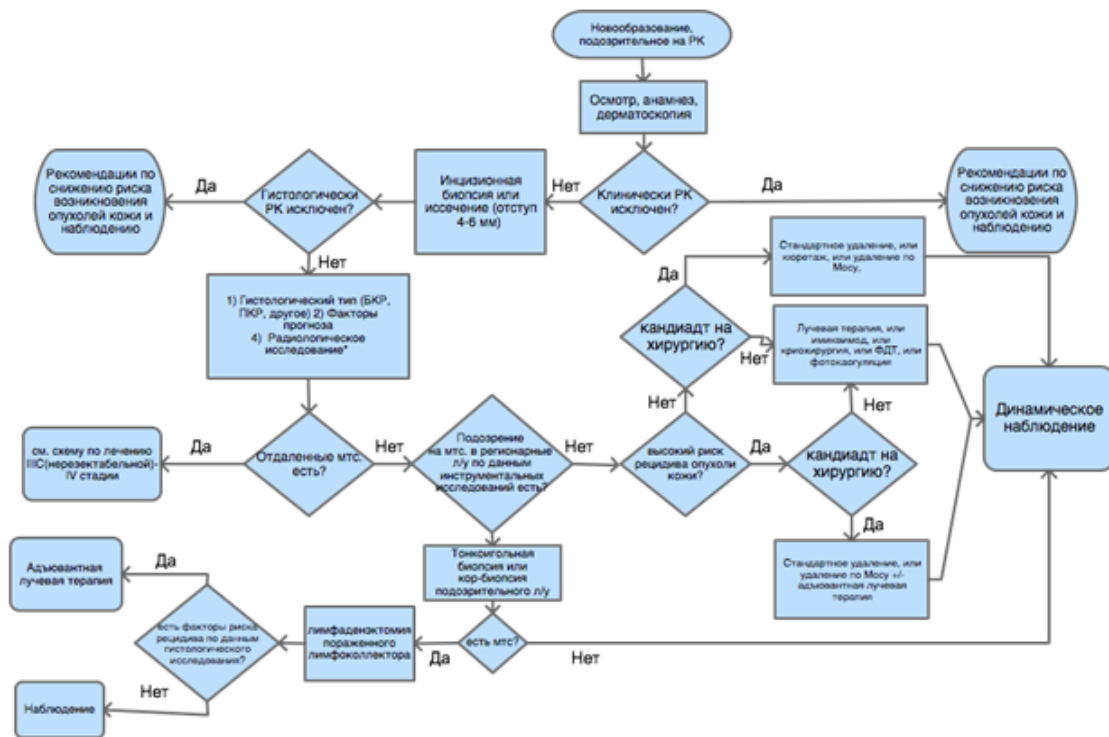 Новообразование,
подозрительное на РК
Осмотр, анамнез,
дерматоскопия
Рекомендации по
снижению риска
возникновения
опухолей кожи и
наблюдению
Да
Гистологически
РК исключен?
Инцизионная
биопсия или
иссечение (отступ
4-6 мм)
Нет
Клинически РК
исключен?
Да
Рекомендации по
снижению риска
возникновения
опухолей кожи и
наблюдению
Нет
1) Гистологический тип (БКР,
ПКР, другое) 2) Факторы
прогноза
4) Радиологическое
исследование*
Да
Стандартное удаление, или
кюретаж, или удаление по
Мосу,
кандиадт на
хирургию?
Нет
Лучевая терапия, или
имиквимод, или
криохирургия, или ФДТ, или
фотокаогуляция
Динамическое
наблюдение
Нет
Нет
см. схему по лечению
IIIC(нерезектабельной)-
IV стадии
Да
Отдаленные мтс.
есть?
Нет
Подозрение
на мтс. в регионарные
л/у по данным
инструментальных
исследований есть?
Нет
высокий риск
рецидива опухоли
кожи?
Да
кандиадт на
хирургию?
Да
Тонкоигольная
биопсия или
кор-биопсия
подозрительного л/у
Стандартное удаление, или
удаление по Мосу +/-
адъювантная лучевая
терапия
Адъювантная
лучевая терапия
Да
есть факторы риска
рецидива по данным
гистологического
исследования?
лимфаденэктомия
пораженного
лимфоколлектора
Да
есть мтс?
Нет
Нет
Наблюдение